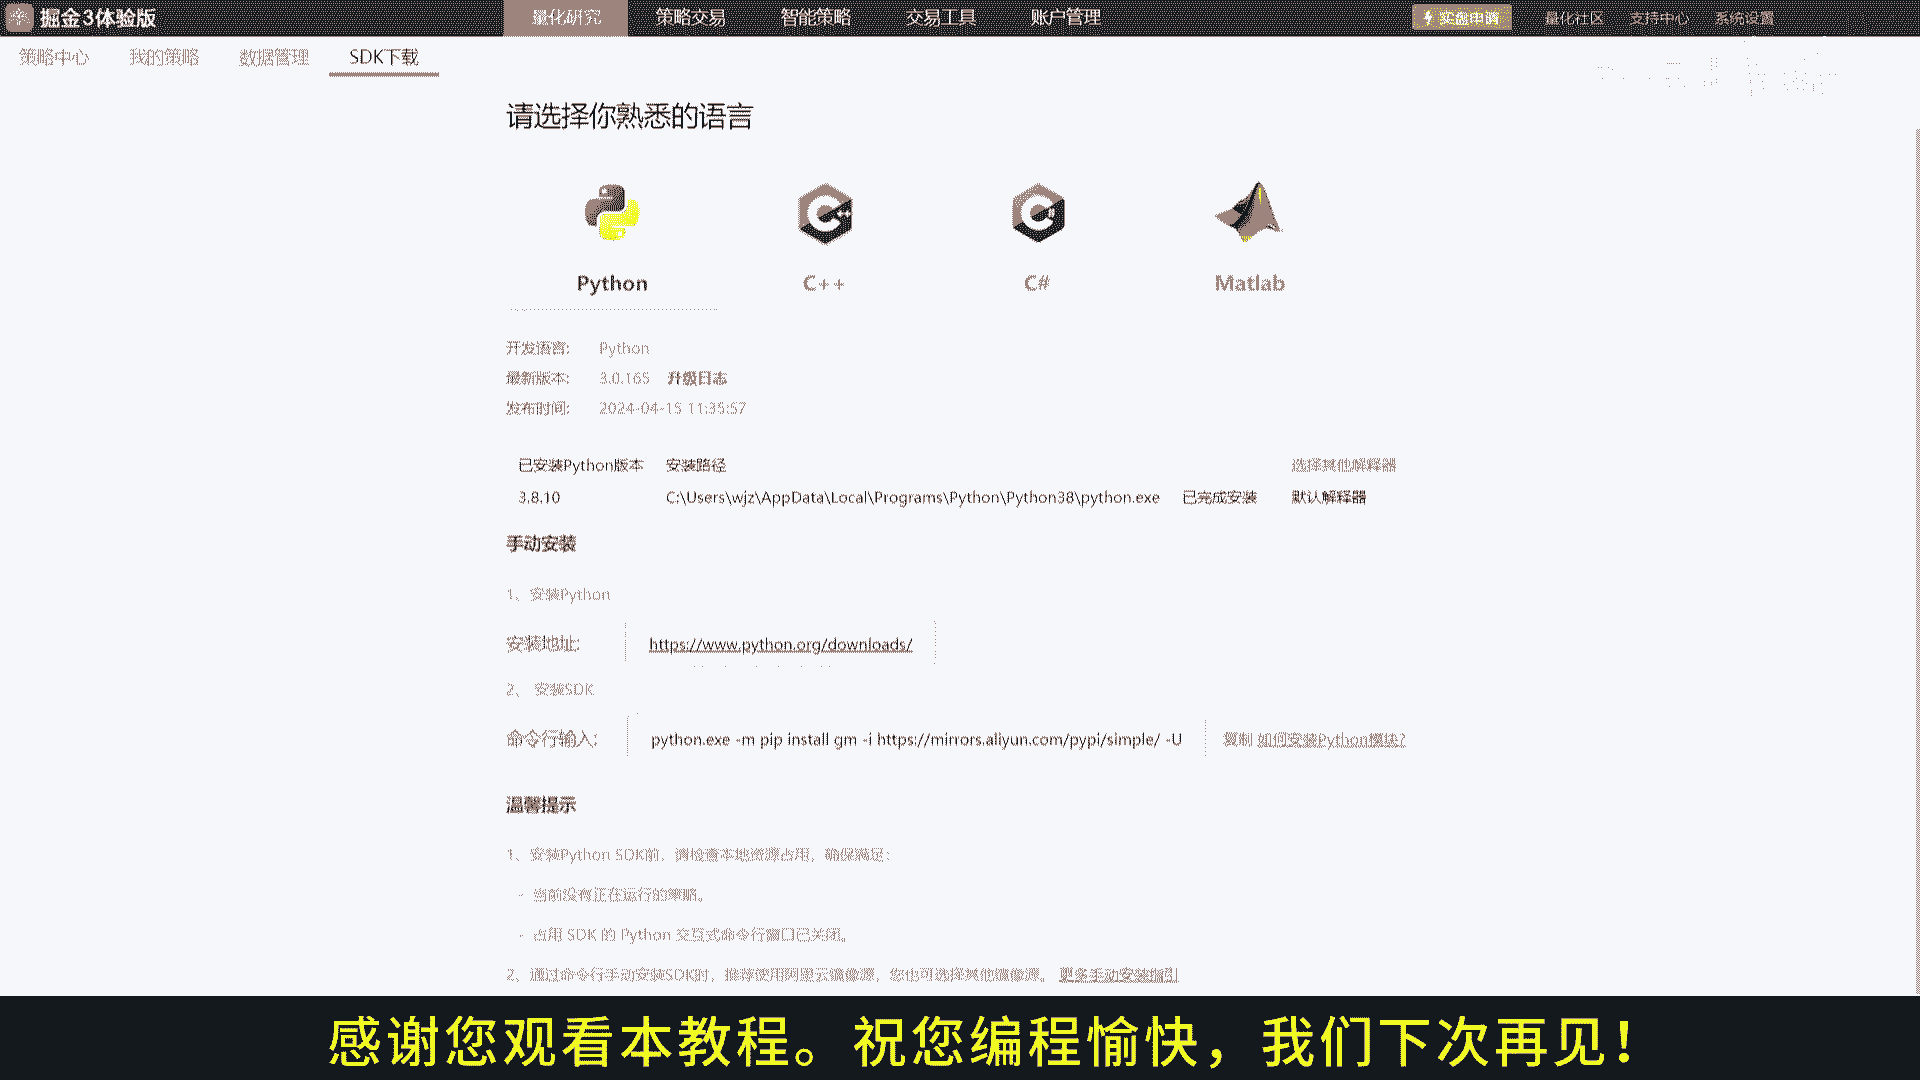 掘金3体验版 量化研究 策略交易 智能策略 交易工具 账户管理 实盘申请 量化社区 支持中心 系统设置
策略中心 我的策略 数据管理 SDK下载
请选择你熟悉的语言
Python C++ C# Matlab
开发语言: Python
最新版本: 3.0.165 升级日志
发布时间: 2024-04-15 11:35:57
已安装Python版本 安装路径 选择其他解释器
3.8.10 C:\Users\wjz\AppData\Local\Programs\Python\Python38\python.exe 已完成安装 默认解释器
手动安装
1、安装Python
安装地址: https://www.python.org/downloads/
2、 安装SDK
命令行输入: python.exe -m pip install gm -i https://mirrors.aliyun.com/pypi/simple/ -U 复制 如何安装Python模块?
温馨提示
1、安装Python SDK前，请检查本地资源占用，确保满足：
- 当前没有正在运行的策略。
- 占用 SDK 的 Python 交互式命令行窗口已关闭。
2、通过命令行手动安装SDK时，推荐使用阿里云镜像源，您也可选择其他镜像源。 更多手动安装指引
感谢您观看本教程。祝您编程愉快，我们下次再见！